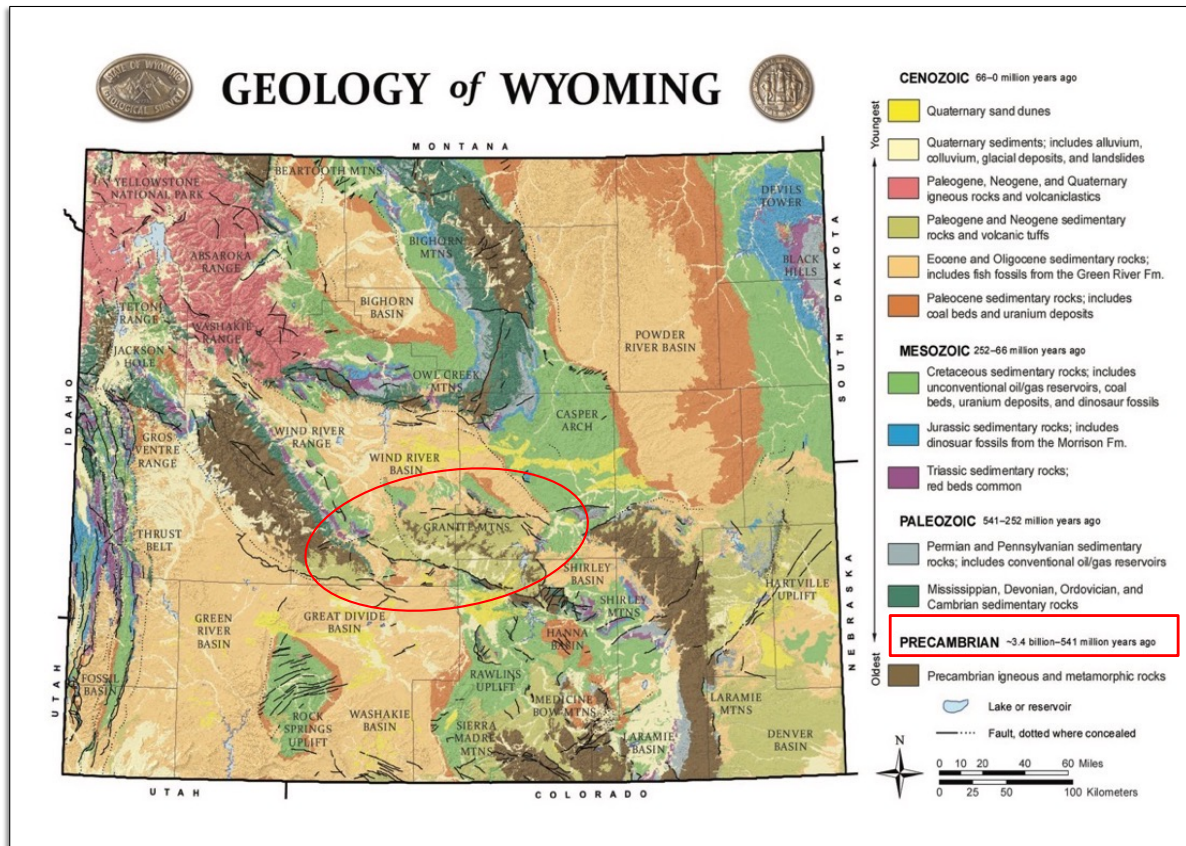 GEOLOGY of WYOMING
STATE OF WYOMING
GEOLOGICAL SURVEY
MONTANA
YELLOWSTONE
NATIONAL PARK
BEARTOOTH MTNS
ABSAROKA
RANGE
BIGHORN
MTNS
DEVILS
TOWER
BLACK
HILLS
BIGHORN
BASIN
TETON
RANGE
WASHAKIE
RANGE
JACKSON
HOLE
POWDER
RIVER BASIN
OWL CREEK
MTNS
SOUTH DAKOTA
IDAHO
GROS
VENTRE
RANGE
WIND RIVER
RANGE
CASPER
ARCH
WIND RIVER
BASIN
GRANITE MTNS
THRUST
BELT
SHIRLEY
BASIN
HARTVILLE
UPLIFT
SHIRLEY
MTNS
GREEN
RIVER
BASIN
GREAT DIVIDE
BASIN
HANNA
BASIN
NEBRASKA
UTAH
FOSSIL
BASIN
RAWLINS
UPLIFT
ROCK
SPRINGS
UPLIFT
WASHAKIE
BASIN
MEDICINE
BOW MTNS
SIERRA
MADRE
MTNS
LARAMIE
BASIN
LARAMIE
MTNS
DENVER
BASIN
UTAH
COLORADO
CENOZOIC 66–0 million years ago
Youngest
Quaternary sand dunes
Quaternary sediments; includes alluvium,
colluvium, glacial deposits, and landslides
Paleogene, Neogene, and Quaternary
igneous rocks and volcaniclastics
Paleogene and Neogene sedimentary
rocks and volcanic tuffs
Eocene and Oligocene sedimentary rocks;
includes fish fossils from the Green River Fm.
Paleocene sedimentary rocks; includes
coal beds and uranium deposits
MESOZOIC 252–66 million years ago
Cretaceous sedimentary rocks; includes
unconventional oil/gas reservoirs, coal
beds, uranium deposits, and dinosaur fossils
Jurassic sedimentary rocks; includes
dinosuar fossils from the Morrison Fm.
Triassic sedimentary rocks;
red beds common
PALEOZOIC 541–252 million years ago
Permian and Pennsylvanian sedimentary
rocks; includes conventional oil/gas reservoirs
Mississippian, Devonian, Ordovician, and
Cambrian sedimentary rocks
PRECAMBRIAN ~3.4 billion–541 million years ago
Oldest
Precambrian igneous and metamorphic rocks
Lake or reservoir
Fault, dotted where concealed
N
0 10 20 40 60 Miles
0 25 50 100 Kilometers